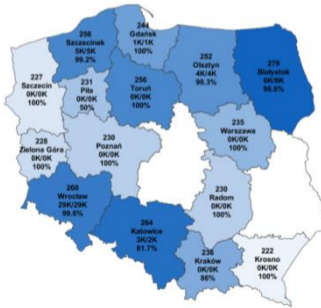 244
Gdańsk
1K/1K
100%
256
Szczecinek
5K/5K
99.2%
252
Olsztyn
4K/4K
98.3%
279
Białystok
6K/6K
98.6%
227
Szczecin
0K/0K
100%
231
Piła
0K/0K
50%
256
Toruń
0K/0K
100%
235
Warszawa
0K/0K
100%
228
Zielona Góra
0K/0K
100%
230
Poznań
0K/0K
100%
230
Radom
0K/0K
100%
260
Wrocław
29K/29K
99.6%
264
Katowice
3K/2K
81.7%
236
Kraków
0K/0K
86%
222
Krosno
0K/0K
100%